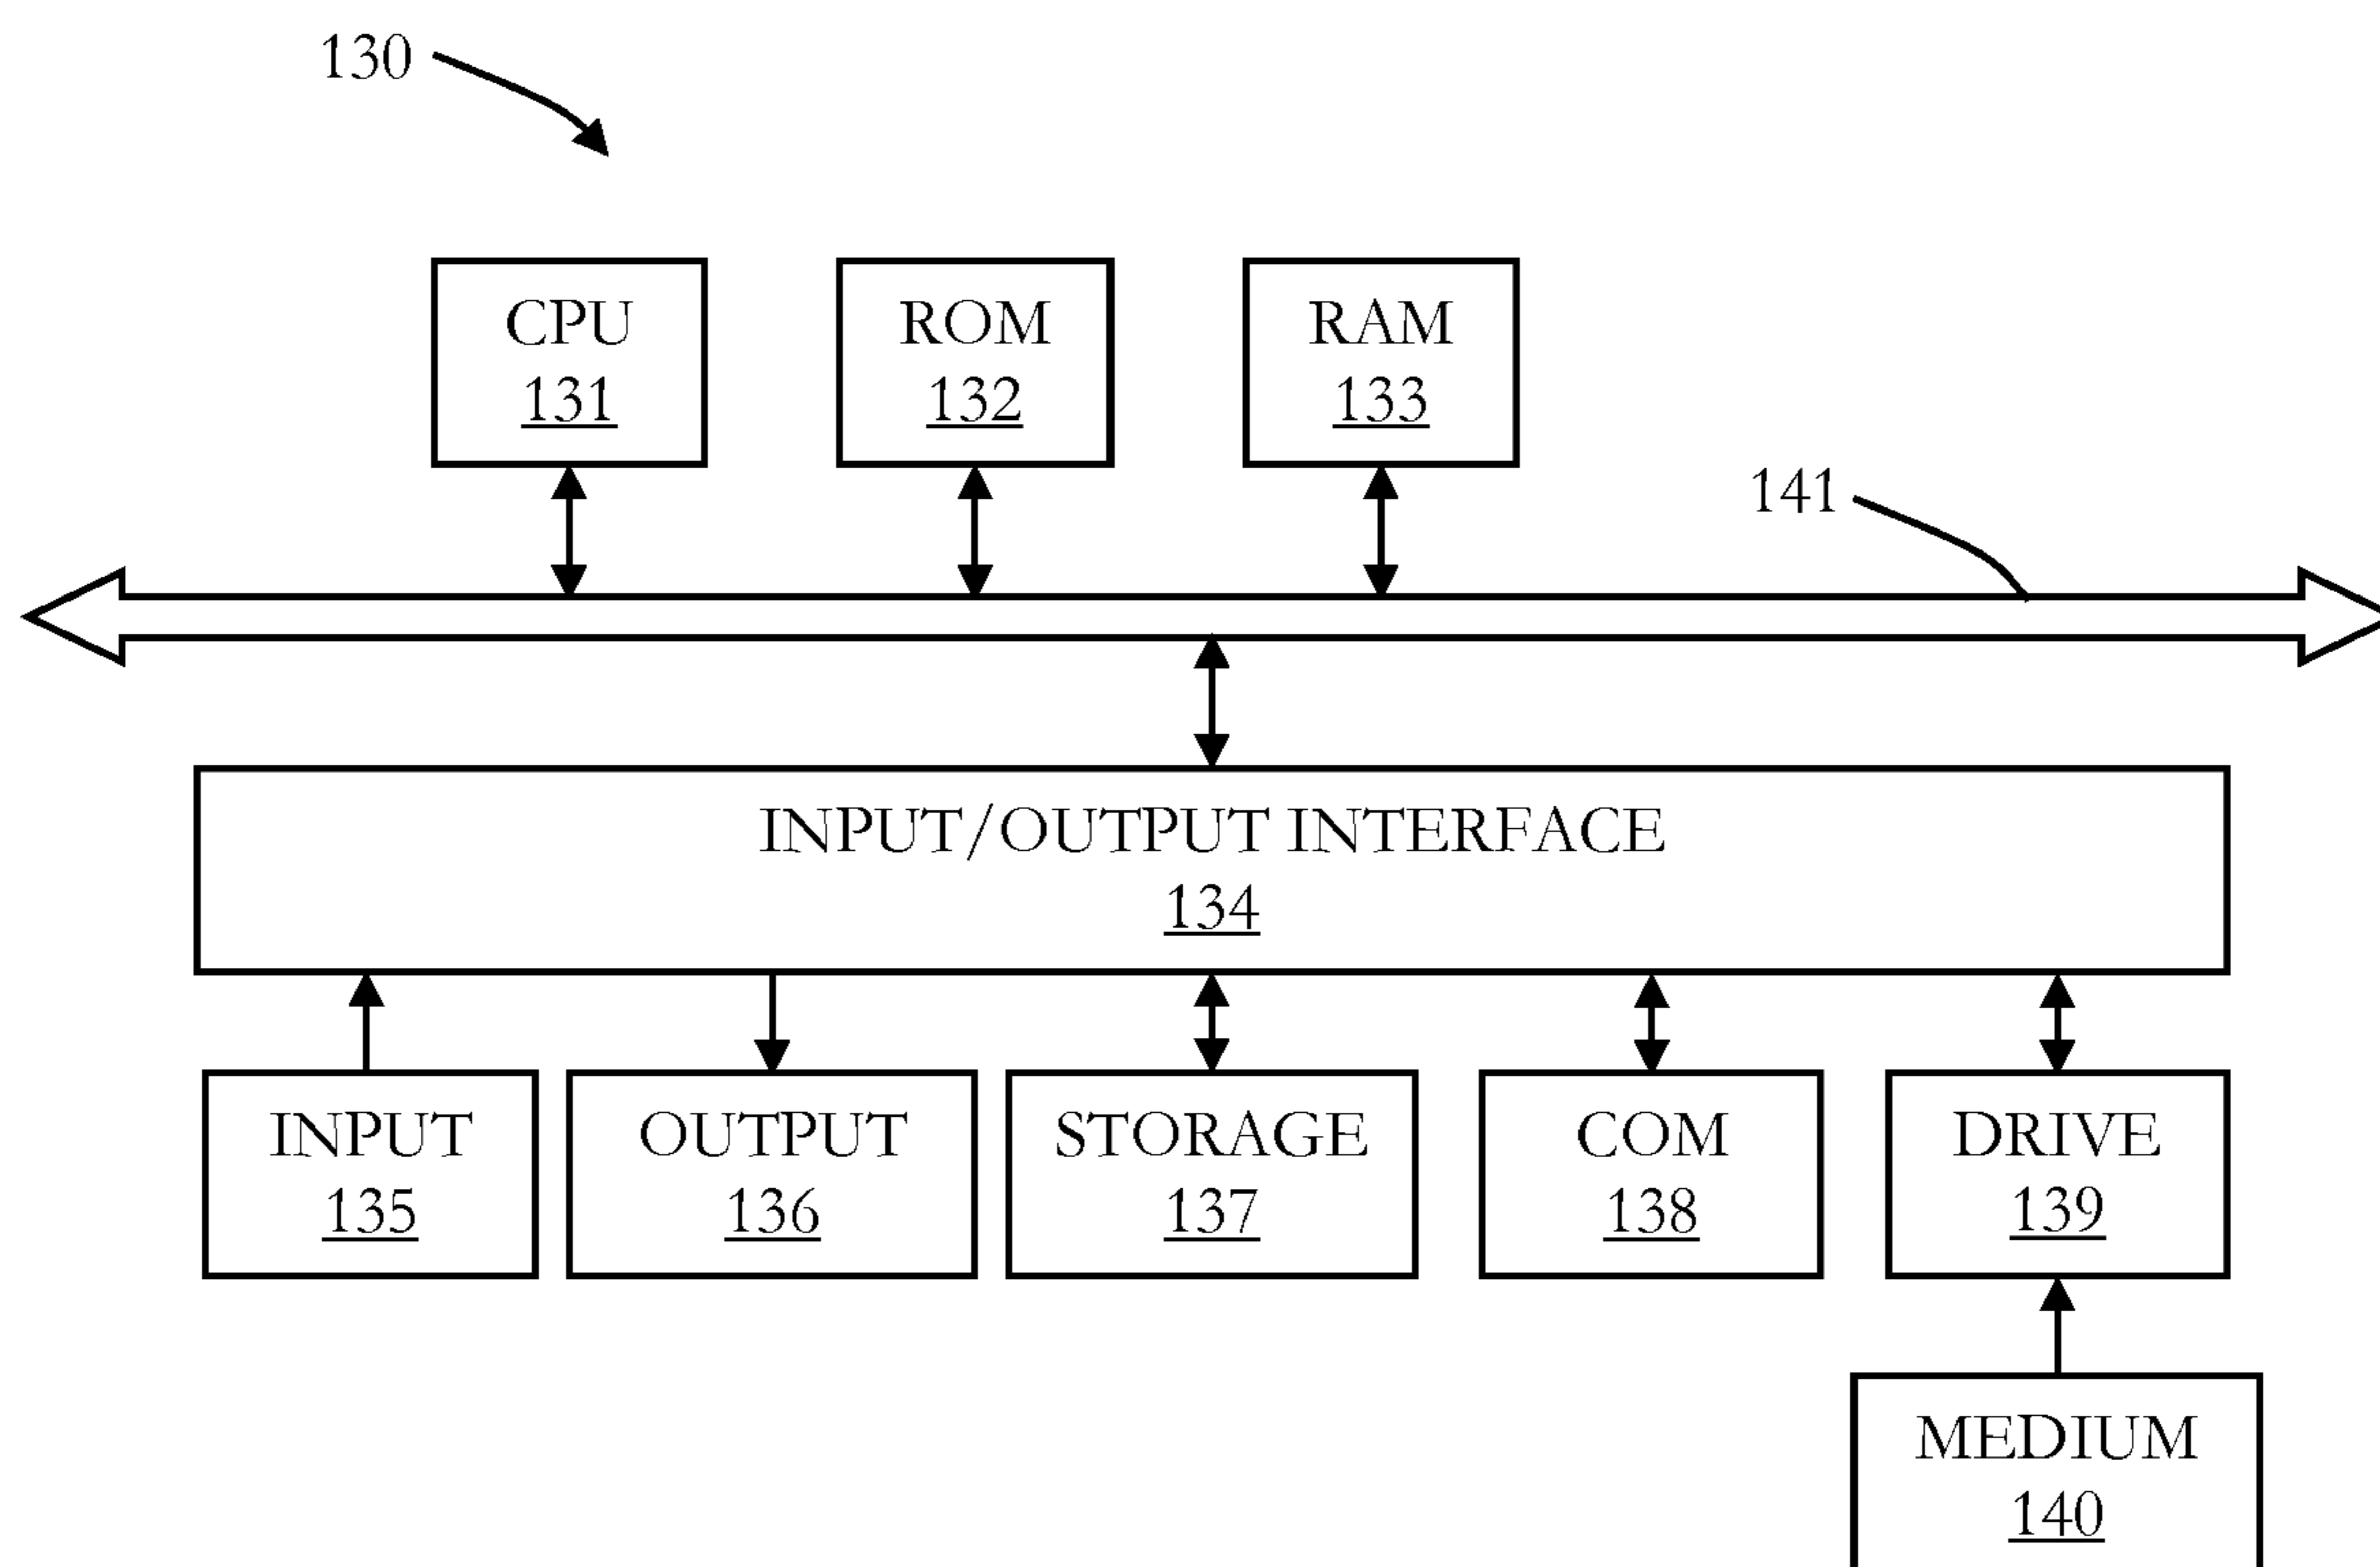 130
CPU
131
ROM
132
RAM
133
141
INPUT/OUTPUT INTERFACE
134
INPUT
135
OUTPUT
136
STORAGE
137
COM
138
DRIVE
139
MEDIUM
140